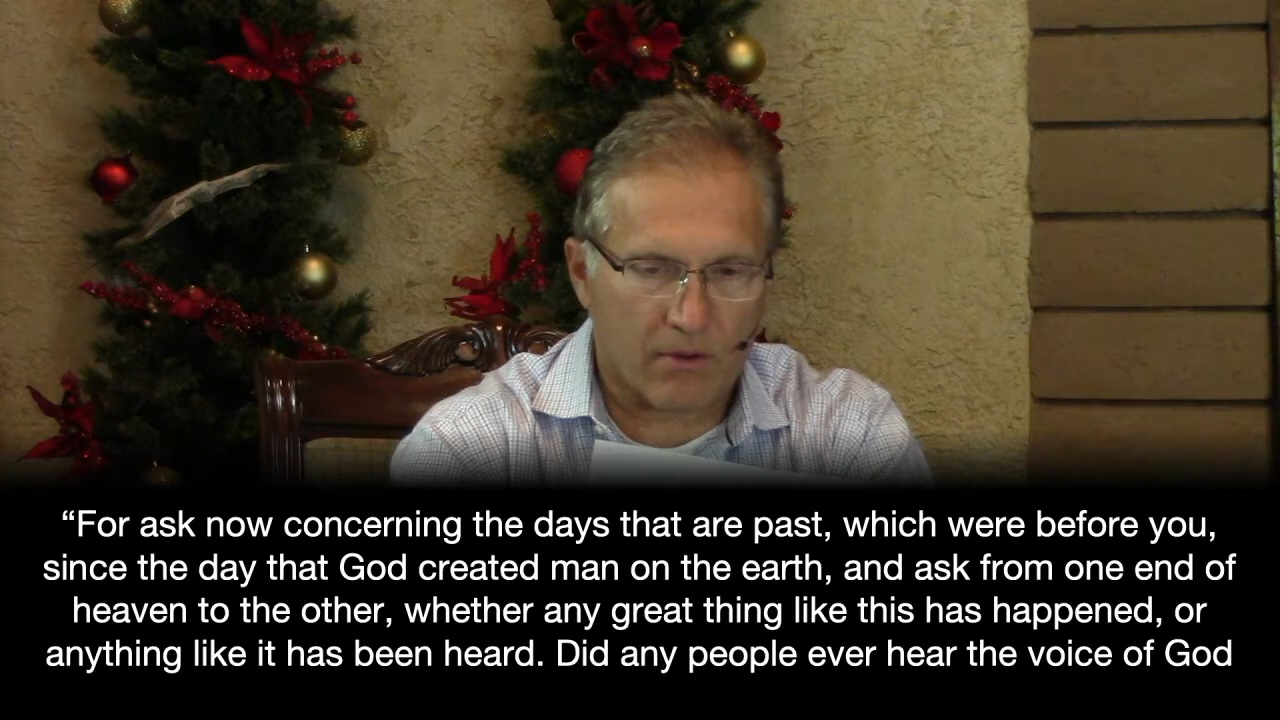 “For ask now concerning the days that are past, which were before you,
since the day that God created man on the earth, and ask from one end of
heaven to the other, whether any great thing like this has happened, or
anything like it has been heard. Did any people ever hear the voice of God